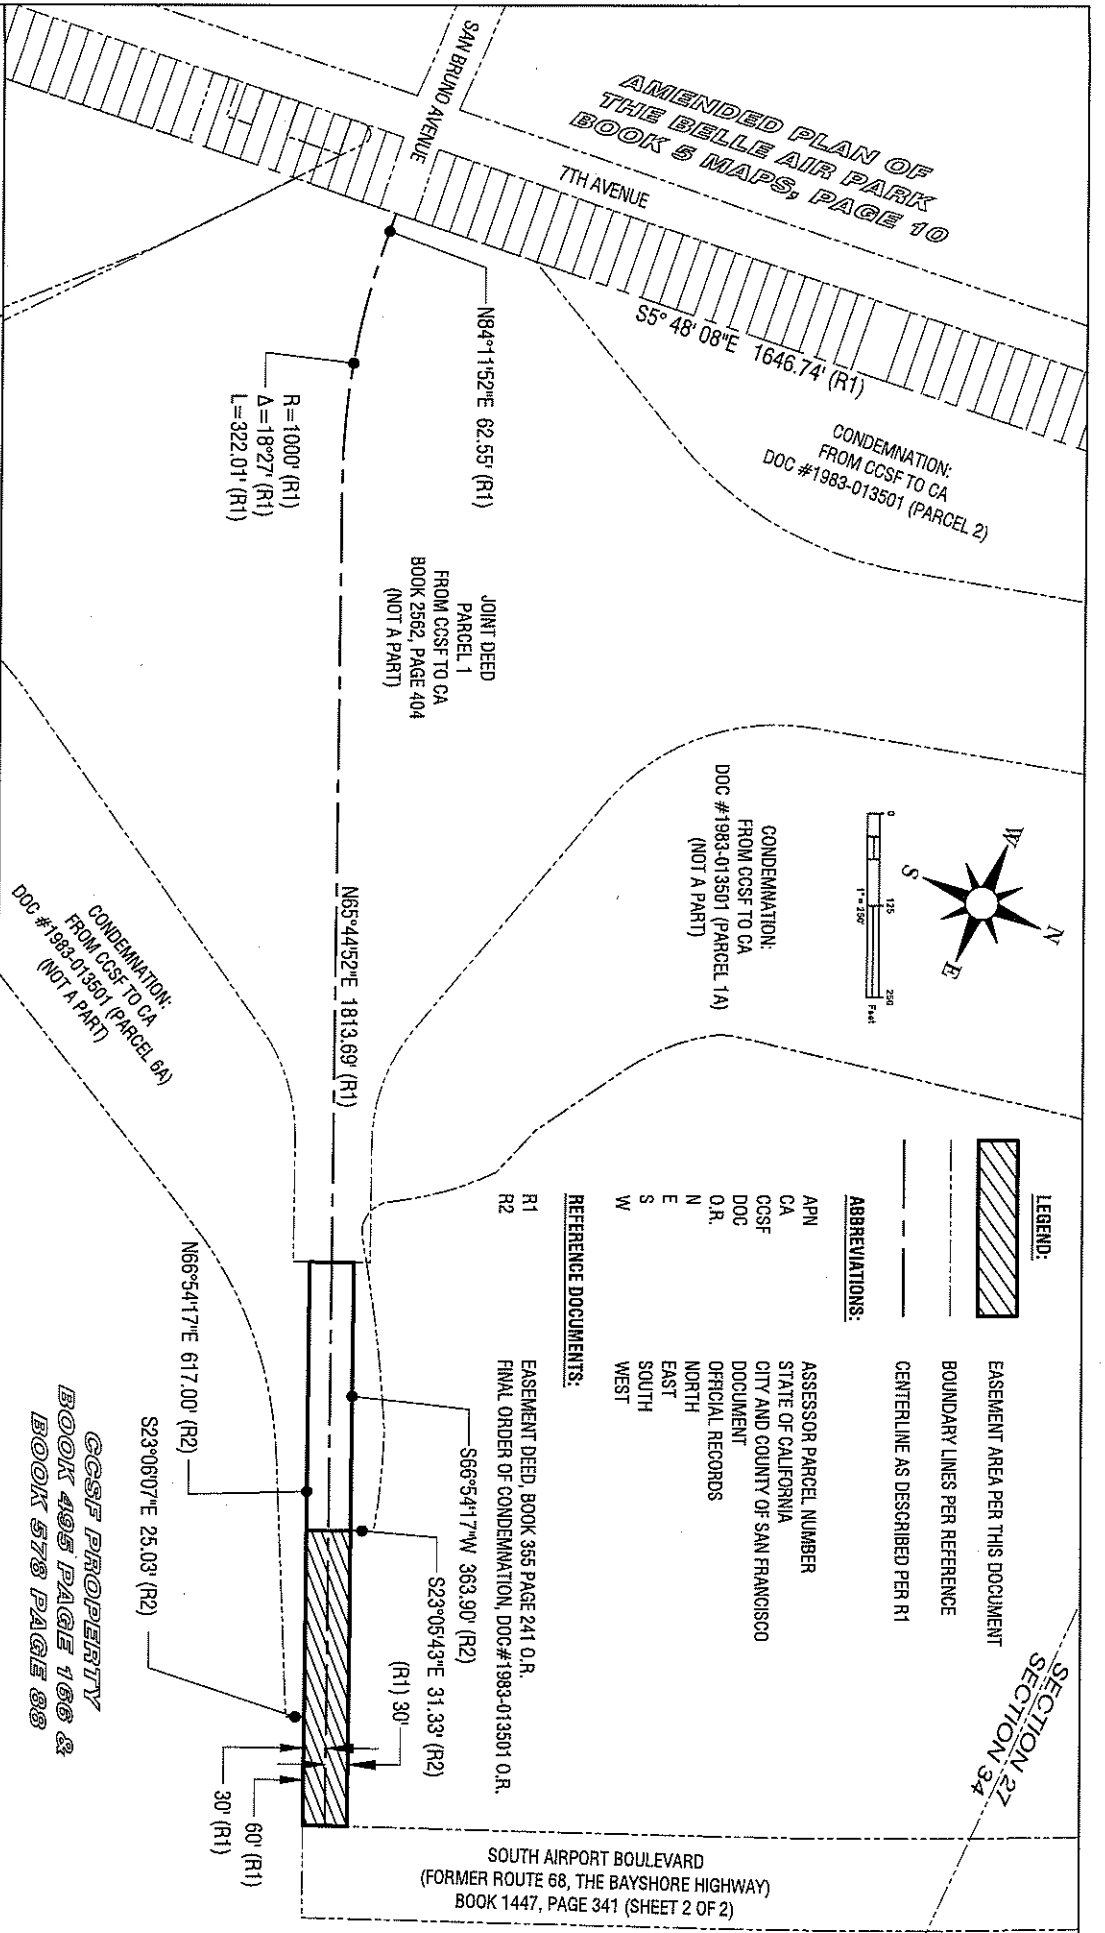 AMENDED PLAN OF
THE BELLE AIR PARK
BOOK 5 MAPS, PAGE 10
SAN BRUNO AVENUE
7TH AVENUE
S5° 48' 08"E 1646.74' (R1)
CONDEMNATION:
FROM CCSF TO CA
DOC #1983-013501 (PARCEL 2)
N84°11'52"E 62.55' (R1)
R=1000' (R1)
Δ=18°27' (R1)
L=322.01' (R1)
JOINT DEED
PARCEL 1
FROM CCSF TO CA
BOOK 2562, PAGE 404
(NOT A PART)
W
N
S
E
0
125
250
Feet
1" = 250'
CONDEMNATION:
FROM CCSF TO CA
DOC #1983-013501 (PARCEL 1A)
(NOT A PART)
N65°44'52"E 1813.69' (R1)
CONDEMNATION:
FROM CCSF TO CA
DOC #1983-013501 (PARCEL 6A)
(NOT A PART)
LEGEND:
EASEMENT AREA PER THIS DOCUMENT
BOUNDARY LINES PER REFERENCE
CENTERLINE AS DESCRIBED PER R1
ABBREVIATIONS:
APN ASSESSOR PARCEL NUMBER
CA STATE OF CALIFORNIA
CCSF CITY AND COUNTY OF SAN FRANCISCO
DOC DOCUMENT
O.R. OFFICIAL RECORDS
N NORTH
E EAST
S SOUTH
W WEST
REFERENCE DOCUMENTS:
R1 EASEMENT DEED, BOOK 355 PAGE 241 O.R.
R2 FINAL ORDER OF CONDEMNATION, DOC#1983-013501 O.R.
S66°54'17"W 363.90' (R2)
S23°05'43"E 31.33' (R2)
(R1) 30'
N66°54'17"E 617.00' (R2)
S23°06'07"E 25.03' (R2)
60' (R1)
30' (R1)
CCSF PROPERTY
BOOK 495 PAGE 166 &
BOOK 578 PAGE 88
SECTION 27
SECTION 34
SOUTH AIRPORT BOULEVARD
(FORMER ROUTE 68, THE BAYSHORE HIGHWAY)
BOOK 1447, PAGE 341 (SHEET 2 OF 2)